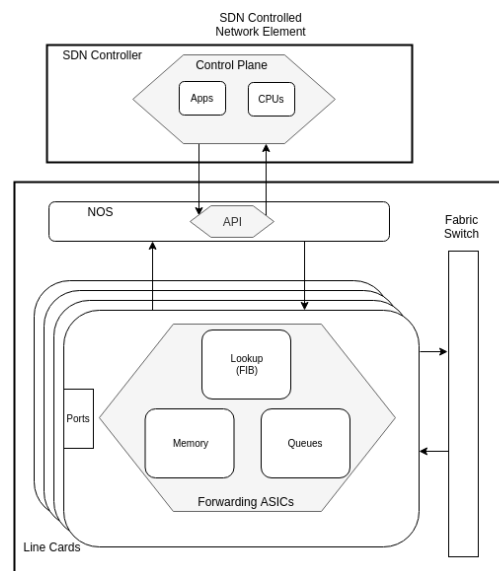 SDN Controlled
Network Element
SDN Controller
Control Plane
Apps
CPUs
NOS
API
Fabric
Switch
Lookup
(FIB)
Ports
Memory
Queues
Forwarding ASICs
Line Cards